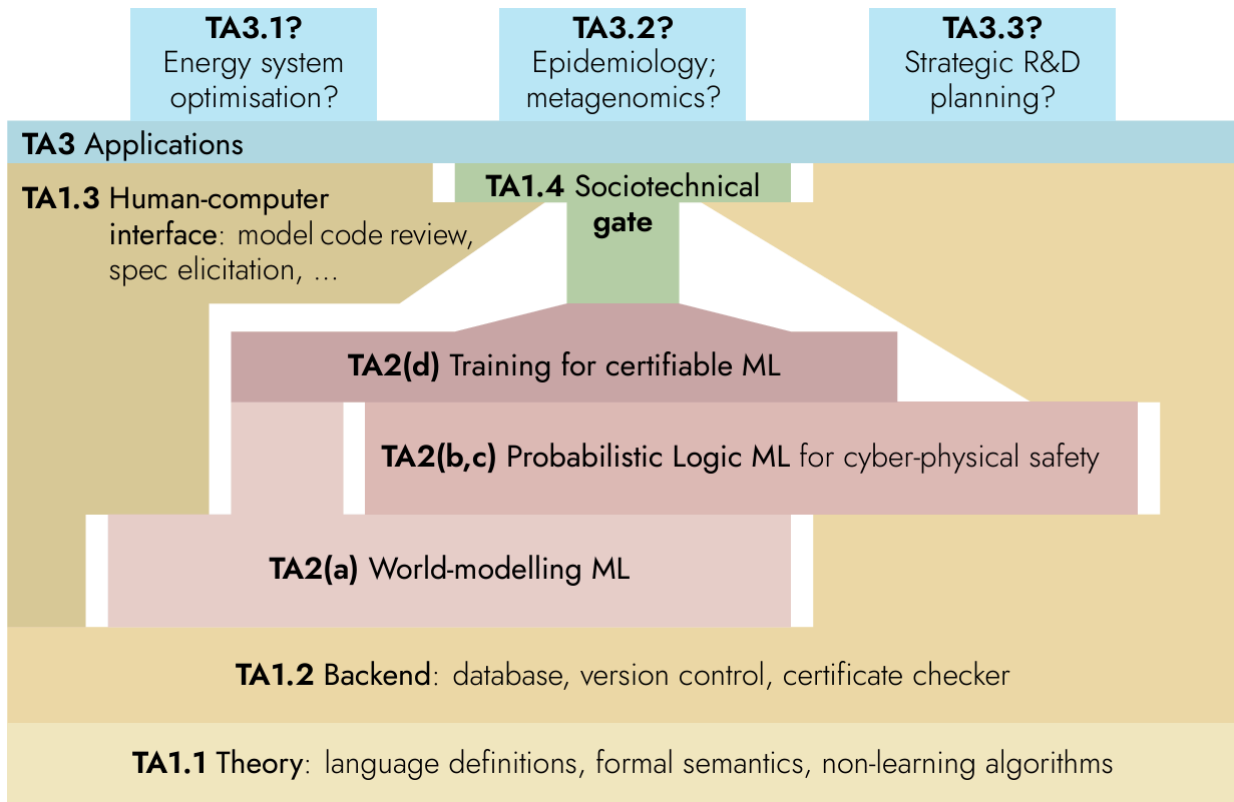 TA3.1?
Energy system
optimisation?
TA3.2?
Epidemiology;
metagenomics?
TA3.3?
Strategic R&D
planning?
TA3 Applications
TA1.3 Human-computer
interface: model code review,
spec elicitation, ...
TA1.4 Sociotechnical
gate
TA2(d) Training for certifiable ML
TA2(b,c) Probabilistic Logic ML for cyber-physical safety
TA2(a) World-modelling ML
TA1.2 Backend: database, version control, certificate checker
TA1.1 Theory: language definitions, formal semantics, non-learning algorithms